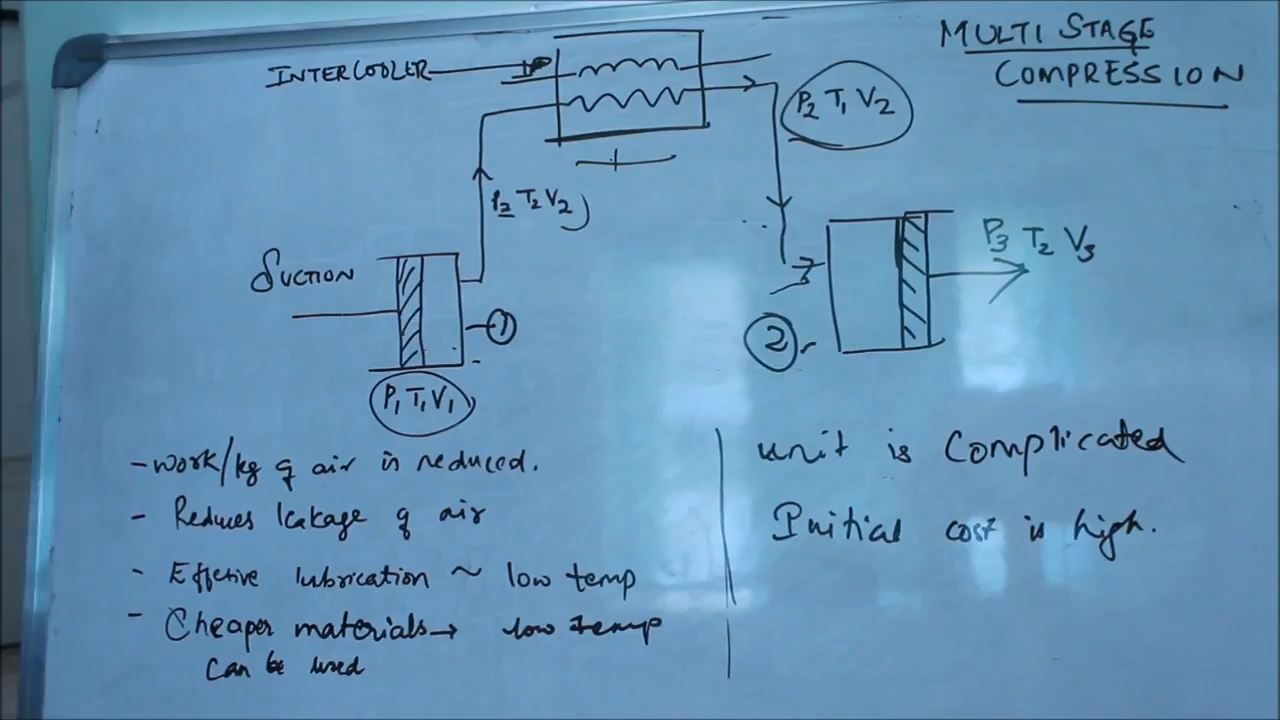 MULTI STAGE
COMPRESSION
INTERCOOLER
P2 T1 V2
P2 T2 V2
SUCTION
P3 T2 V3
1
2
P1 T1 V1
- work/kg of air is reduced.
- Reduces leakage of air
- Effetive lubrication ~ low temp
- Cheaper materials → low temp
can be used
unit is complicated
Initial cost is high.